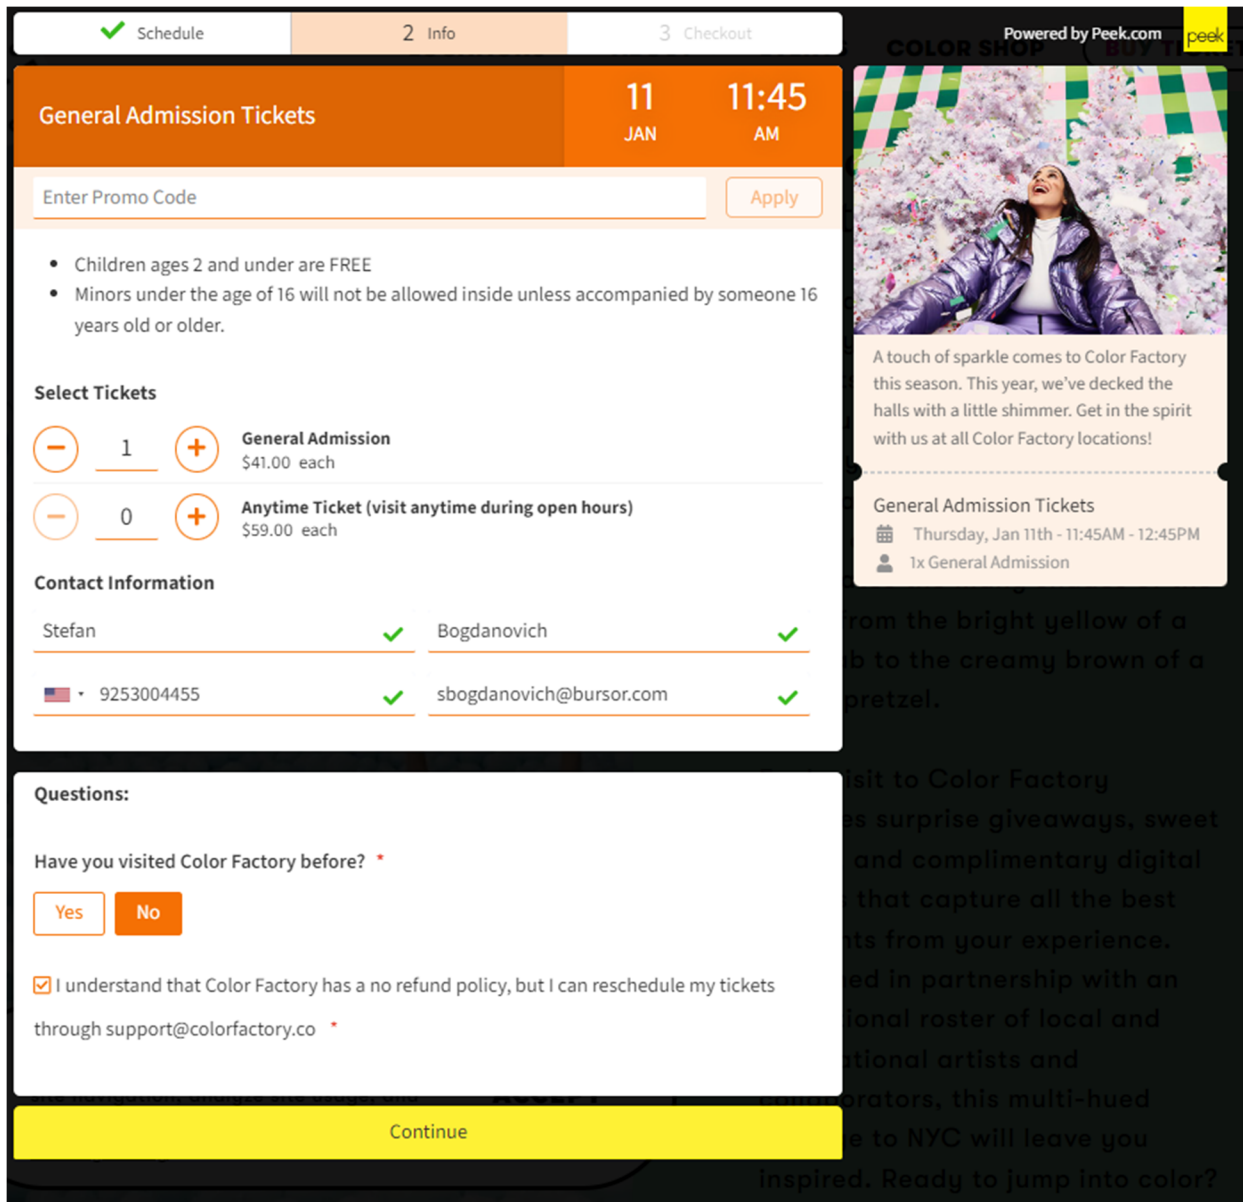 Schedule
2 Info
3 Checkout
Powered by Peek.com
peek
COLOR SHOP
General Admission Tickets
11
JAN
11:45
AM
Enter Promo Code
Apply
Children ages 2 and under are FREE
Minors under the age of 16 will not be allowed inside unless accompanied by someone 16
years old or older.
Select Tickets
1
General Admission
$41.00 each
0
Anytime Ticket (visit anytime during open hours)
$59.00 each
Contact Information
Stefan
Bogdanovich
9253004455
sbogdanovich@bursor.com
Questions:
Have you visited Color Factory before? *
Yes
No
I understand that Color Factory has a no refund policy, but I can reschedule my tickets
through support@colorfactory.co *
Continue
A touch of sparkle comes to Color Factory
this season. This year, we've decked the
halls with a little shimmer. Get in the spirit
with us at all Color Factory locations!
General Admission Tickets
Thursday, Jan 11th - 11:45AM - 12:45PM
1x General Admission
from the bright yellow of a
to the creamy brown of a
pretzel.
to Color Factory
surprise giveaways, sweet
and complimentary digital
that capture all the best
from your experience.
in partnership with an
roster of local and
artists and
this multi-hued
to NYC will leave you
inspired. Ready to jump into color?